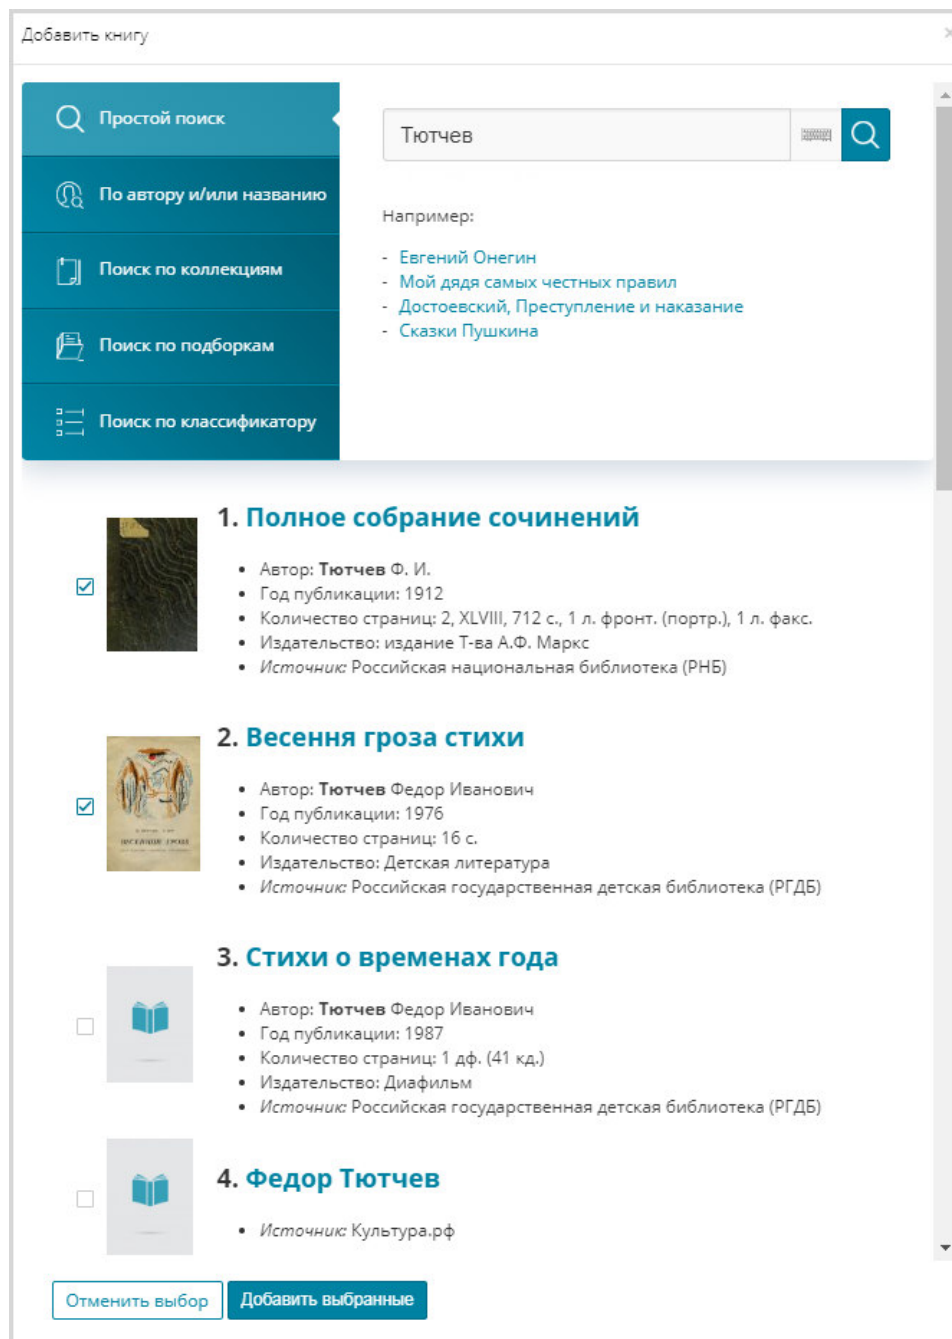 Добавить книгу
Простой поиск
По автору и/или названию
Поиск по коллекциям
Поиск по подборкам
Поиск по классификатору
Тютчев
Например:
- Евгений Онегин
- Мой дядя самых честных правил
- Достоевский, Преступление и наказание
- Сказки Пушкина
1. Полное собрание сочинений
• Автор: Тютчев Ф. И.
• Год публикации: 1912
• Количество страниц: 2, XLVIII, 712 с., 1 л. фронт. (портр.), 1 л. факс.
• Издательство: издание Т-ва А.Ф. Маркс
• Источник: Российская национальная библиотека (РНБ)
2. Весення гроза стихи
• Автор: Тютчев Федор Иванович
• Год публикации: 1976
• Количество страниц: 16 с.
• Издательство: Детская литература
• Источник: Российская государственная детская библиотека (РГДБ)
3. Стихи о временах года
• Автор: Тютчев Федор Иванович
• Год публикации: 1987
• Количество страниц: 1 дф. (41 кд.)
• Издательство: Диафильм
• Источник: Российская государственная детская библиотека (РГДБ)
4. Федор Тютчев
• Источник: Культура.рф
Отменить выбор
Добавить выбранные